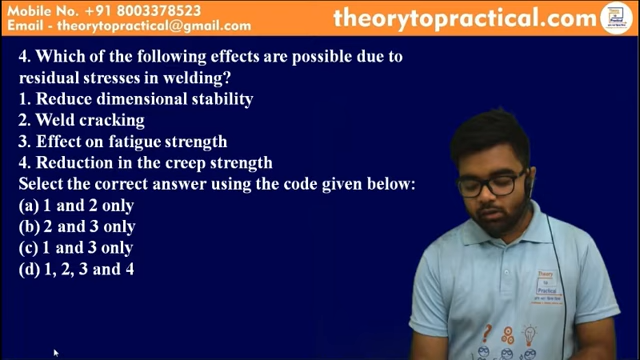 Mobile No. +91 8003378523
Email - theorytopractical@gmail.com
theorytopractical.com
4. Which of the following effects are possible due to
residual stresses in welding?
1. Reduce dimensional stability
2. Weld cracking
3. Effect on fatigue strength
4. Reduction in the creep strength
Select the correct answer using the code given below:
(a) 1 and 2 only
(b) 2 and 3 only
(c) 1 and 3 only
(d) 1, 2, 3 and 4
Theory
To
Practical